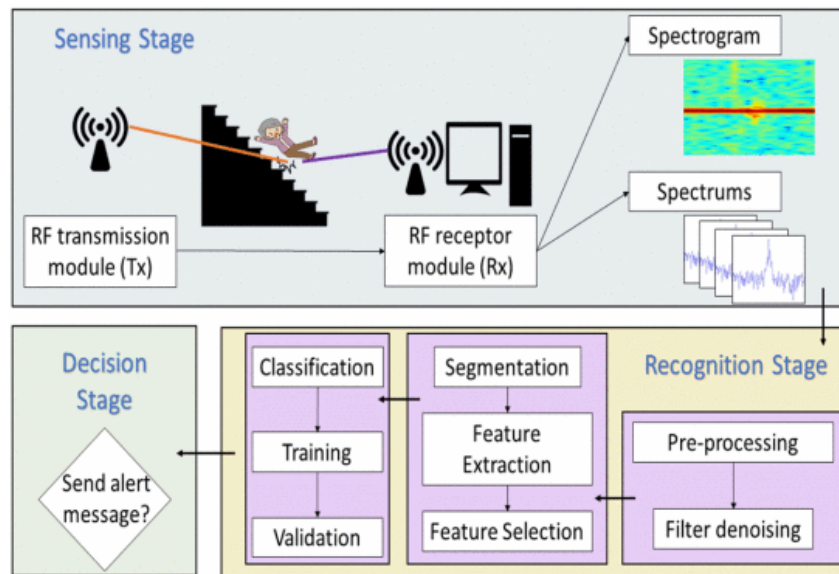 Sensing Stage
Spectrogram
Spectrums
RF transmission
module (Tx)
RF receptor
module (Rx)
Recognition Stage
Pre-processing
Filter denoising
Segmentation
Feature
Extraction
Feature Selection
Classification
Training
Validation
Decision
Stage
Send alert
message?